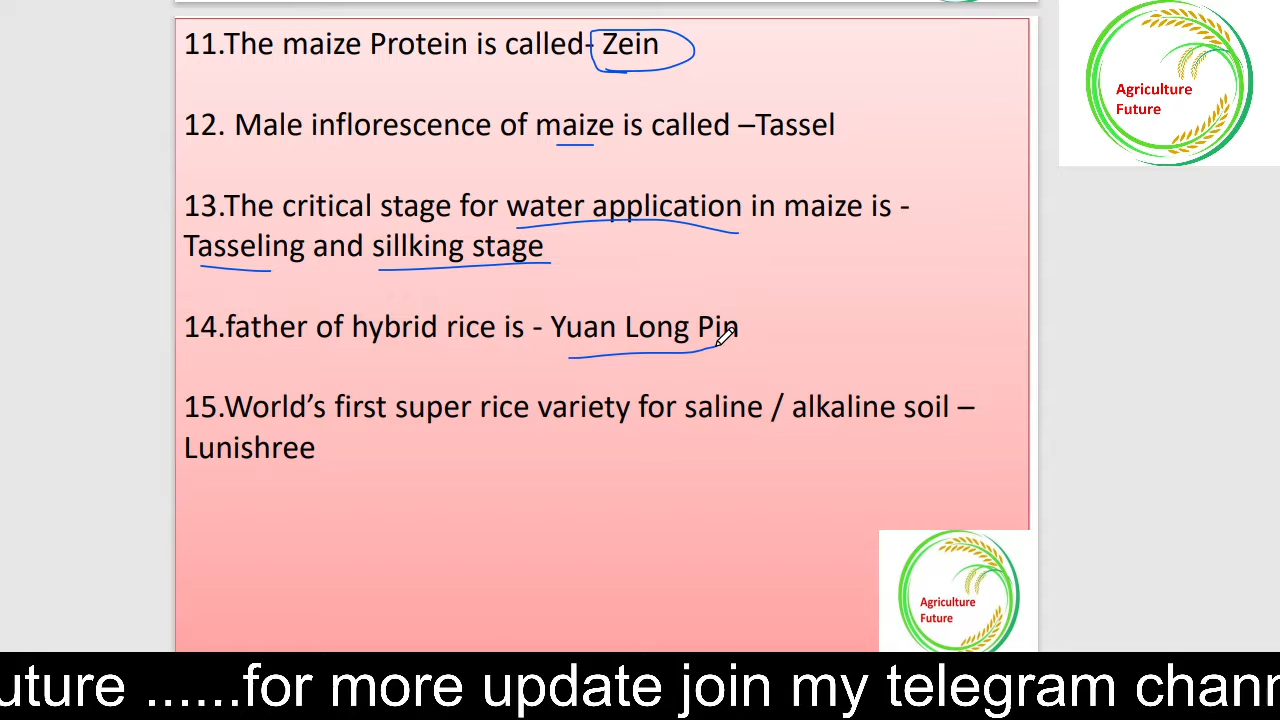 11.The maize Protein is called- Zein
Agriculture
Future
12. Male inflorescence of maize is called –Tassel
13.The critical stage for water application in maize is -
Tasseling and sillking stage
14.father of hybrid rice is - Yuan Long Pin
15.World’s first super rice variety for saline / alkaline soil –
Lunishree
Agriculture
Future
uture ......for more update join my telegram chann